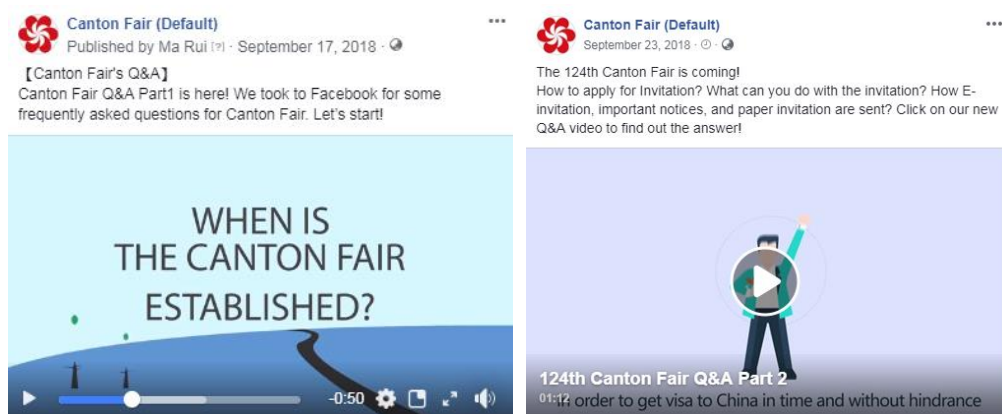 Canton Fair (Default)
Published by Ma Rui [?] · September 17, 2018 ·
【Canton Fair's Q&A】
Canton Fair Q&A Part1 is here! We took to Facebook for some
frequently asked questions for Canton Fair. Let's start!
WHEN IS
THE CANTON FAIR
ESTABLISHED?
-0:50
Canton Fair (Default)
September 23, 2018 ·
The 124th Canton Fair is coming!
How to apply for Invitation? What can you do with the invitation? How E-
invitation, important notices, and paper invitation are sent? Click on our new
Q&A video to find out the answer!
124th Canton Fair Q&A Part 2
01:12
In order to get visa to China in time and without hindrance